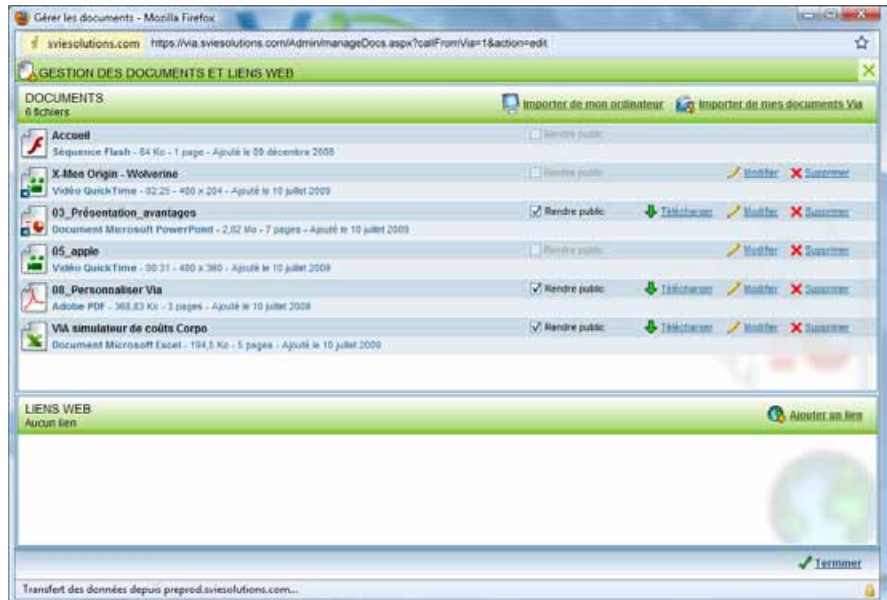 Gérer les documents - Mozilla Firefox
sviesolutions.com https://via.sviesolutions.com/Admin/manageDocs.aspx?callFromVia=1&action=edit
GESTION DES DOCUMENTS ET LIENS WEB
DOCUMENTS
6 fichiers
Importer de mon ordinateur Importer de mes documents Via
Accueil Rendre public
Séquence Flash - 84 Ko - 1 page - Ajouté le 09 décembre 2008
X-Men Origin - Wolverine Rendre public Modifier Supprimer
Vidéo QuickTime - 02:25 - 480 x 204 - Ajouté le 10 juillet 2009
03_Présentation_avantages Rendre public Télécharger Modifier Supprimer
Document Microsoft PowerPoint - 2,02 Mo - 7 pages - Ajouté le 10 juillet 2009
05_apple Rendre public Modifier Supprimer
Vidéo QuickTime - 00:31 - 480 x 360 - Ajouté le 10 juillet 2009
08_Personnaliser Via Rendre public Télécharger Modifier Supprimer
Adobe PDF - 368,83 Ko - 3 pages - Ajouté le 10 juillet 2009
VIA simulateur de coûts Corpo Rendre public Télécharger Modifier Supprimer
Document Microsoft Excel - 194,5 Ko - 5 pages - Ajouté le 10 juillet 2009
LIENS WEB
Aucun lien
Ajouter un lien
Terminer
Transfert des données depuis preprod.sviesolutions.com...